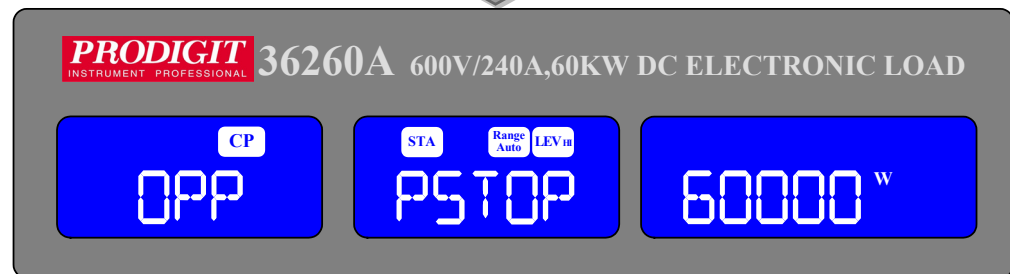 PRODIGIT
INSTRUMENT PROFESSIONAL
36260A 600V/240A,60KW DC ELECTRONIC LOAD
CP
OPP
STA Range Auto LEV HI
PSTOP
60000 W